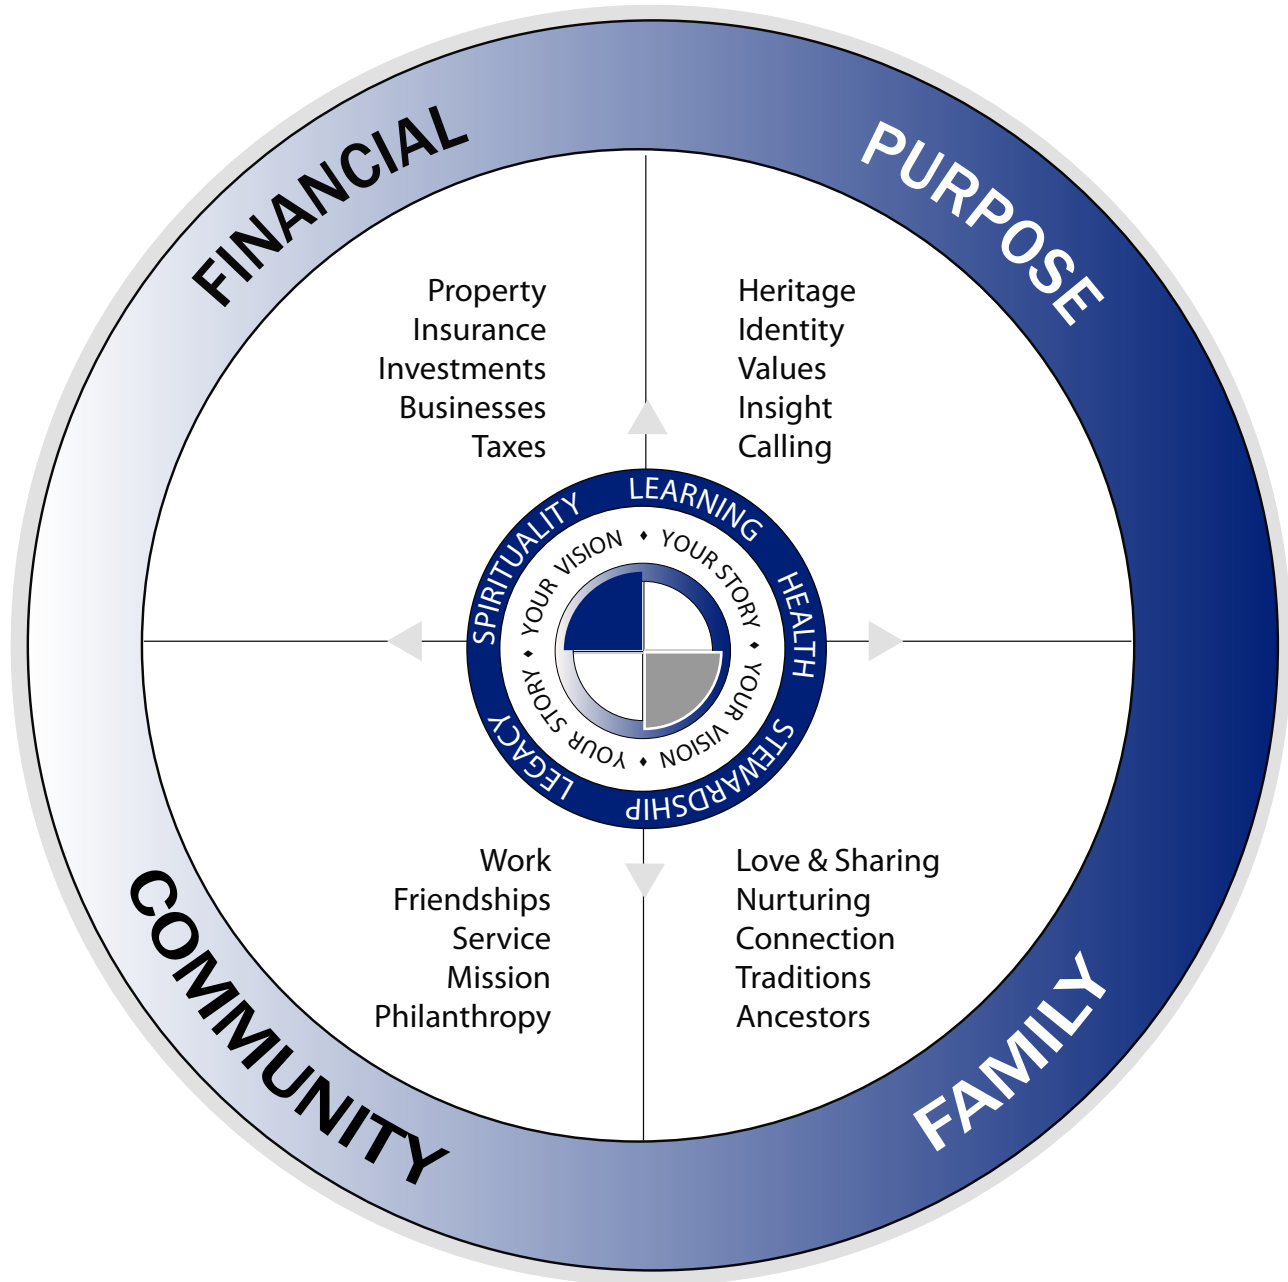 FINANCIAL
PURPOSE
Property
Insurance
Investments
Businesses
Taxes
Heritage
Identity
Values
Insight
Calling
SPIRITUALITY
LEARNING
HEALTH
STEWARDSHIP
LEGACY
YOUR VISION ♦ YOUR STORY ♦ YOUR VISION ♦ YOUR STORY ♦
Work
Friendships
Service
Mission
Philanthropy
Love & Sharing
Nurturing
Connection
Traditions
Ancestors
COMMUNITY
FAMILY